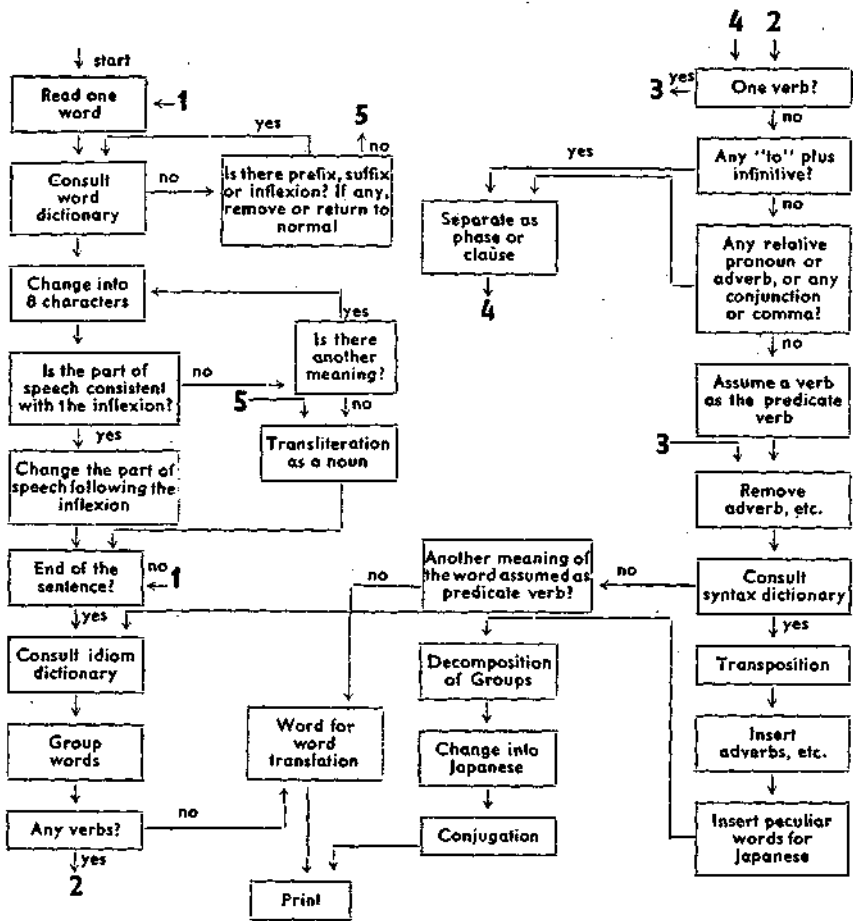 start
Read one
word
1
yes
5
no
Consult
word
dictionary
no
Is there prefix, suffix
or inflexion? If any,
remove or return to
normal
Change into
8 characters
yes
Is there
another
meaning?
Is the part of
speech consistent
with the inflexion?
no
5
no
yes
Transliteration
as a noun
Change the part of
speech following the
inflexion
End of the
sentence?
no
1
yes
Consult idiom
dictionary
Group
words
Any verbs?
no
yes
2
4 2
One verb?
yes
3
no
Any "to" plus
infinitive?
yes
no
Separate as
phase or
clause
4
Any relative
pronoun or
adverb, or any
conjunction
or comma?
no
Assume a verb
as the predicate
verb
3
Remove
adverb, etc.
Consult
syntax dictionary
no
Another meaning of
the word assumed as
predicate verb?
no
yes
Transposition
Insert
adverbs, etc.
Insert peculiar
words for
Japanese
Decomposition
of Groups
Change into
Japanese
Conjugation
Word for
word
translation
Print